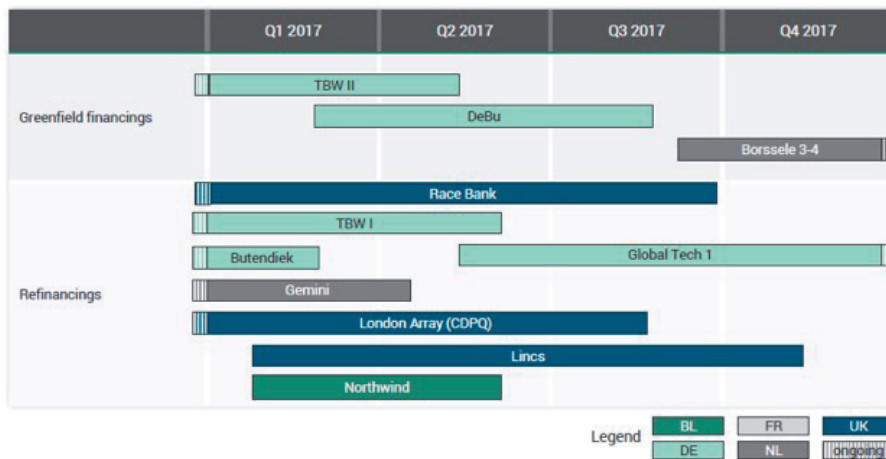 Q1 2017 Q2 2017 Q3 2017 Q4 2017
TBW II
Greenfield financings
DeBu
Borssele 3-4
Race Bank
TBW I
Butendiek
Global Tech 1
Refinancings
Gemini
London Array (CDPQ)
Lincs
Northwind
Legend
BL FR UK
DE NL ongoing